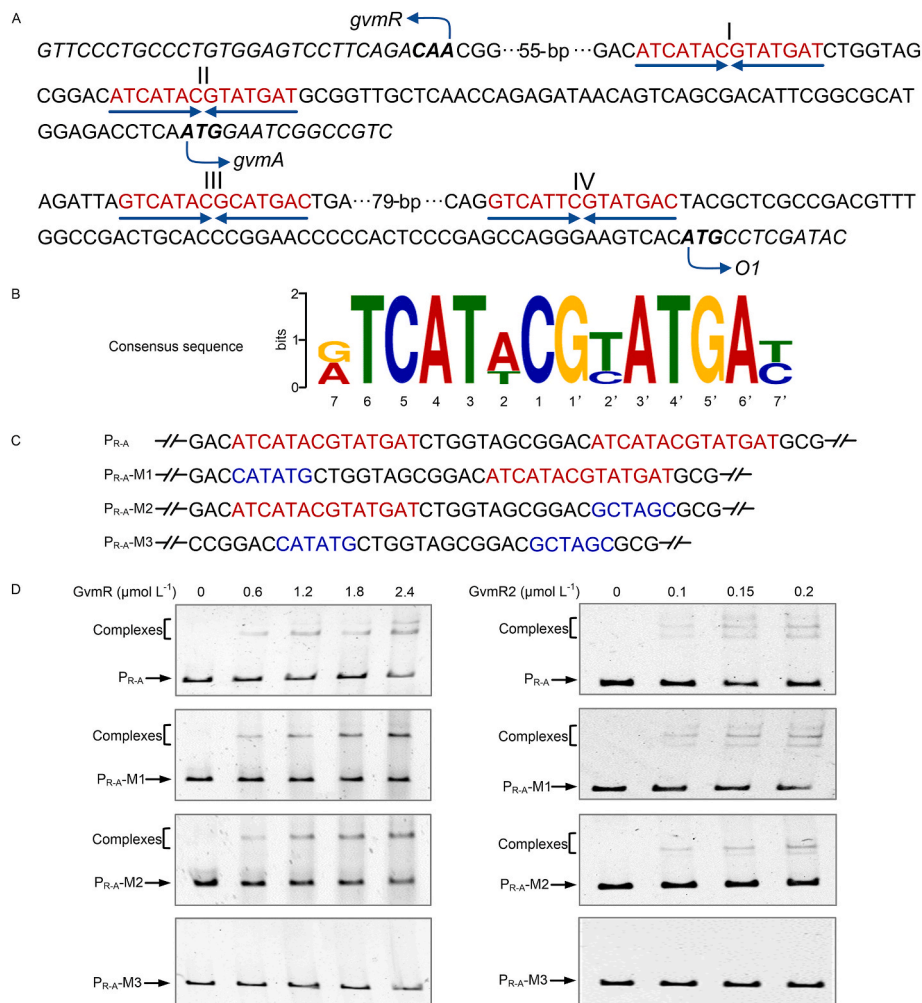 A
gvmR
I
GTTCCCTGCCCTGTGGAGTCCTTCAGACAACGG···55-bp ···GACATCATACGTATGATCTGGTAG
II
CGGACATCATACGTATGATGCGGTTGCTCAACCAGAGATAACAGTCAGCGACATTCGGCGCAT
GGAGACCTCAATGGAATCGGCCGTC
gvmA
III
IV
AGATTAGTCATACGCATGACTGA···79-bp ···CAGGTCATTCGTATGACTACGCTCGCCGACGTTT
GGCCGACTGCACCCGGAACCCCCACTCCCGAGCCAGGGAAGTCACATGCCTCGATAC
O1
B
2
bits
1
0
Consensus sequence
G A T C A T A T C G T C A T G A T C
7 6 5 4 3 2 1 1' 2' 3' 4' 5' 6' 7'
C
PR-A GACATCATACGTATGATCTGGTAGCGGACATCATACGTATGATGCG
PR-A-M1 GACCATATGCTGGTAGCGGACATCATACGTATGATGCG
PR-A-M2 GACATCATACGTATGATCTGGTAGCGGACGCTAGCGCG
PR-A-M3 CCGGACCATATGCTGGTAGCGGACGCTAGCGCG
D
GvmR (μmol L⁻¹) 0 0.6 1.2 1.8 2.4
Complexes
PR-A
Complexes
PR-A-M1
Complexes
PR-A-M2
PR-A-M3
GvmR2 (μmol L⁻¹) 0 0.1 0.15 0.2
Complexes
PR-A
Complexes
PR-A-M1
Complexes
PR-A-M2
PR-A-M3